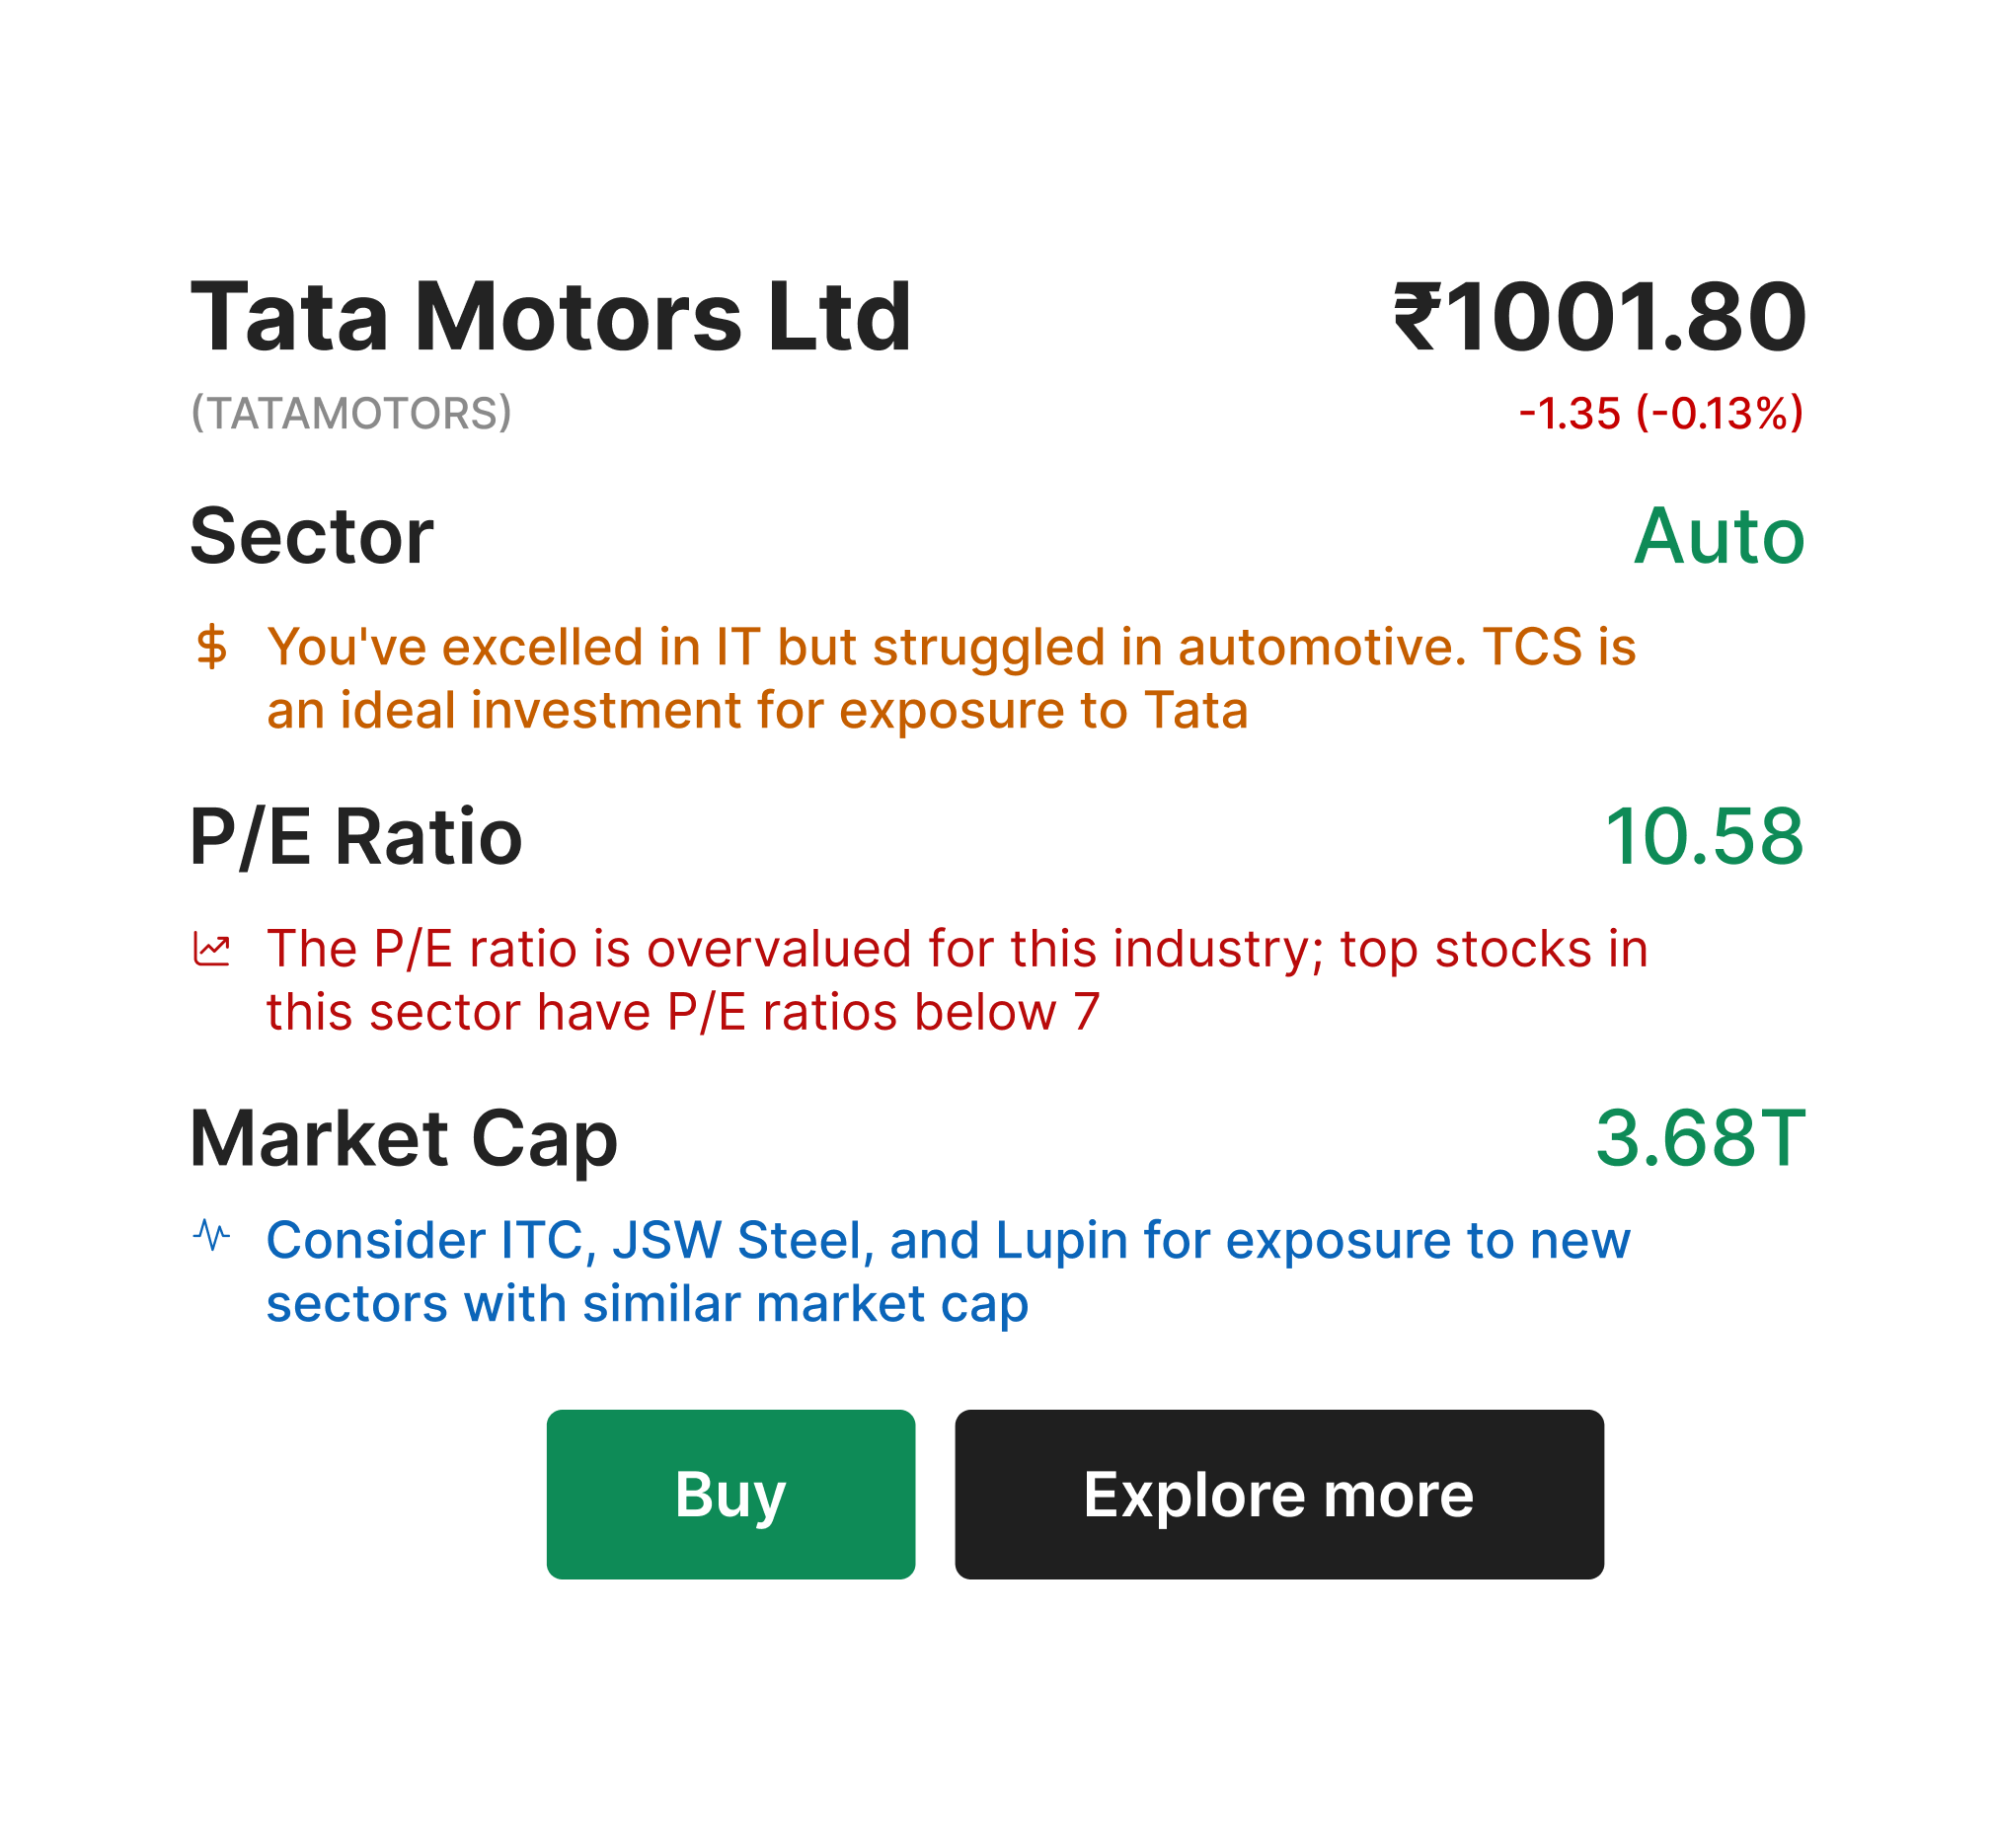 Tata Motors Ltd ₹1001.80
(TATAMOTORS) -1.35 (-0.13%)
Sector Auto
$ You've excelled in IT but struggled in automotive. TCS is
an ideal investment for exposure to Tata
P/E Ratio 10.58
The P/E ratio is overvalued for this industry; top stocks in
this sector have P/E ratios below 7
Market Cap 3.68T
Consider ITC, JSW Steel, and Lupin for exposure to new
sectors with similar market cap
Buy Explore more